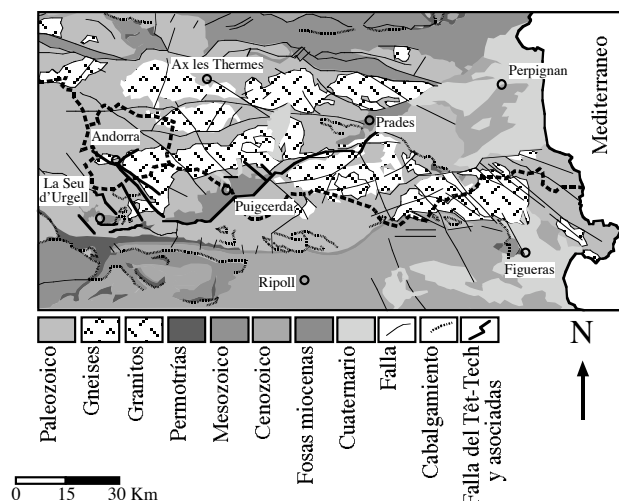 Ax les Thermes
Perpignan
Mediterraneo
Prades
Andorra
La Seu
d'Urgell
Puigcerda
Figueras
Ripoll
N
Paleozoico
Gneises
Granitos
Permotrías
Mesozoico
Cenozoico
Fosas miocenas
Cuaternario
Falla
Cabalgamiento
Falla del Têt-Tech
y asociadas
0 15 30 Km